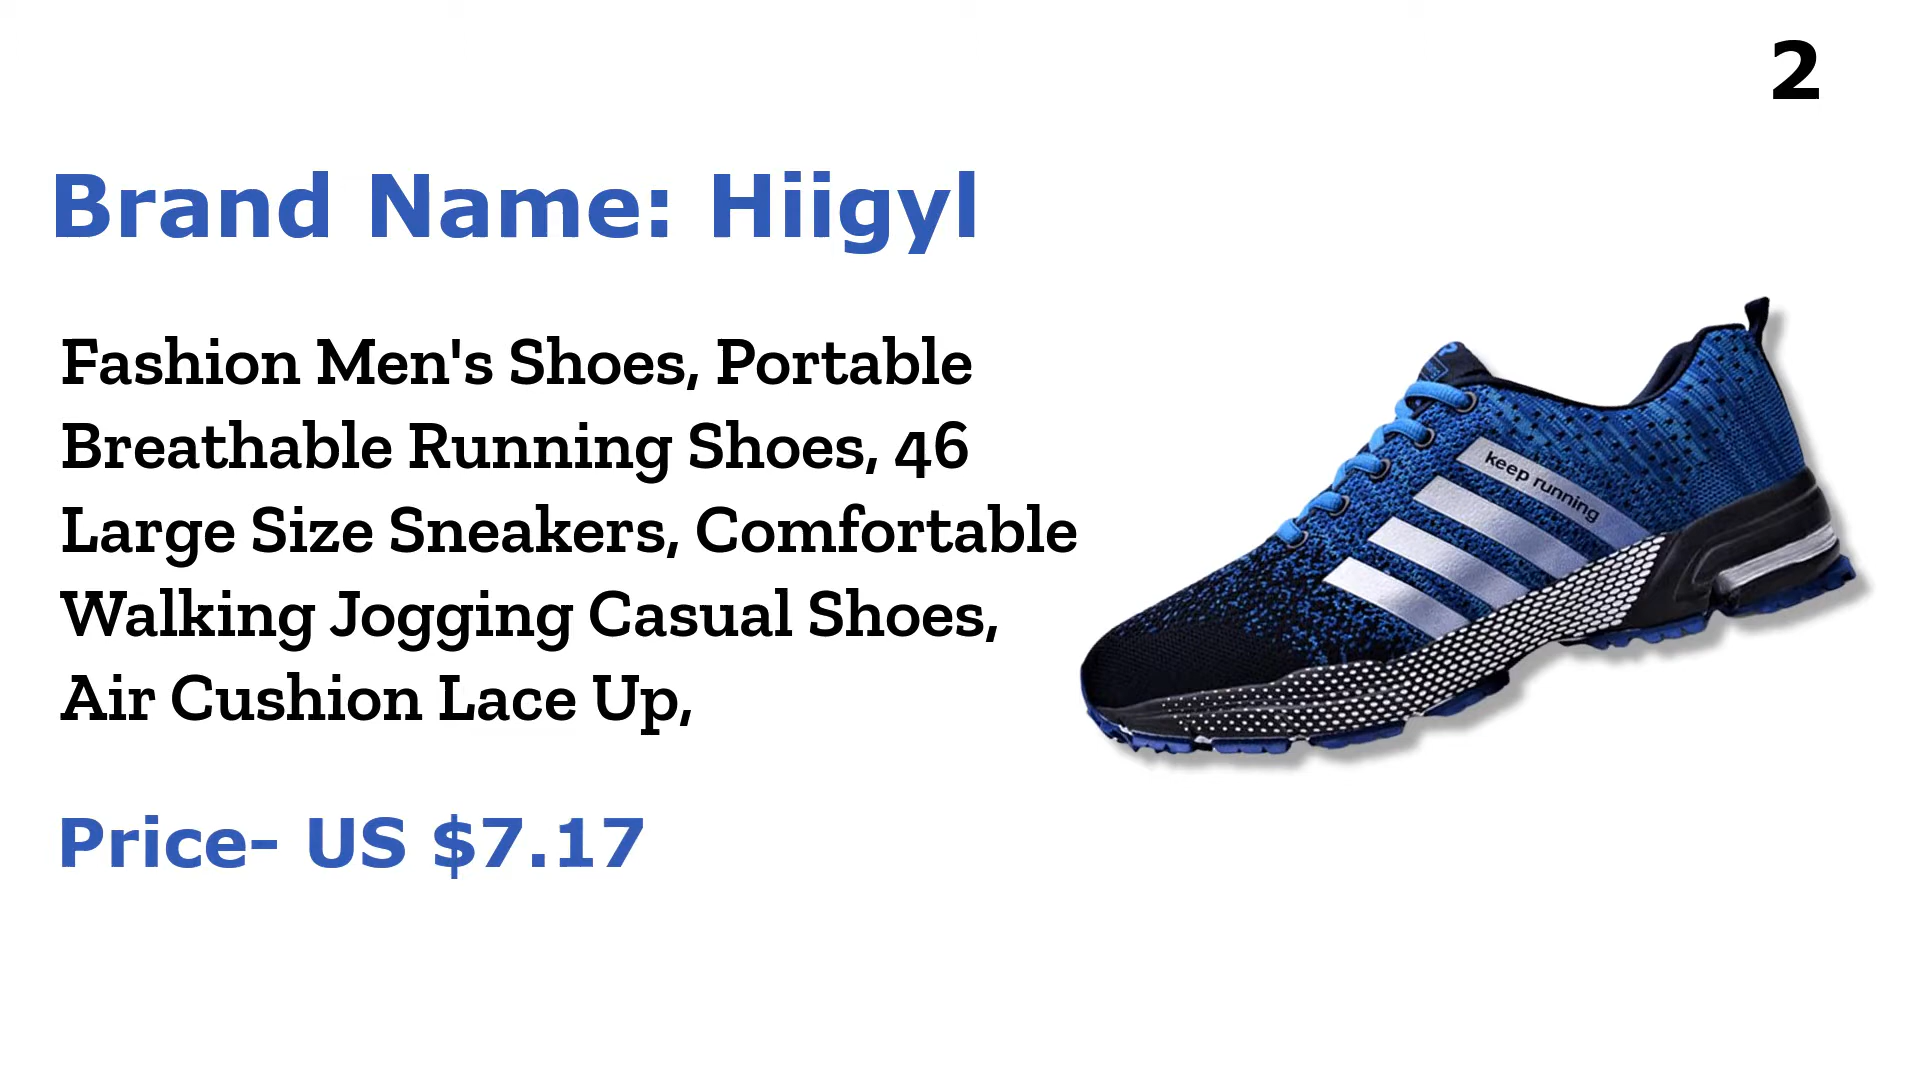 2
Brand Name: Hiigyl
Fashion Men's Shoes, Portable
Breathable Running Shoes, 46
Large Size Sneakers, Comfortable
Walking Jogging Casual Shoes,
Air Cushion Lace Up,
keep running
Price- US $7.17